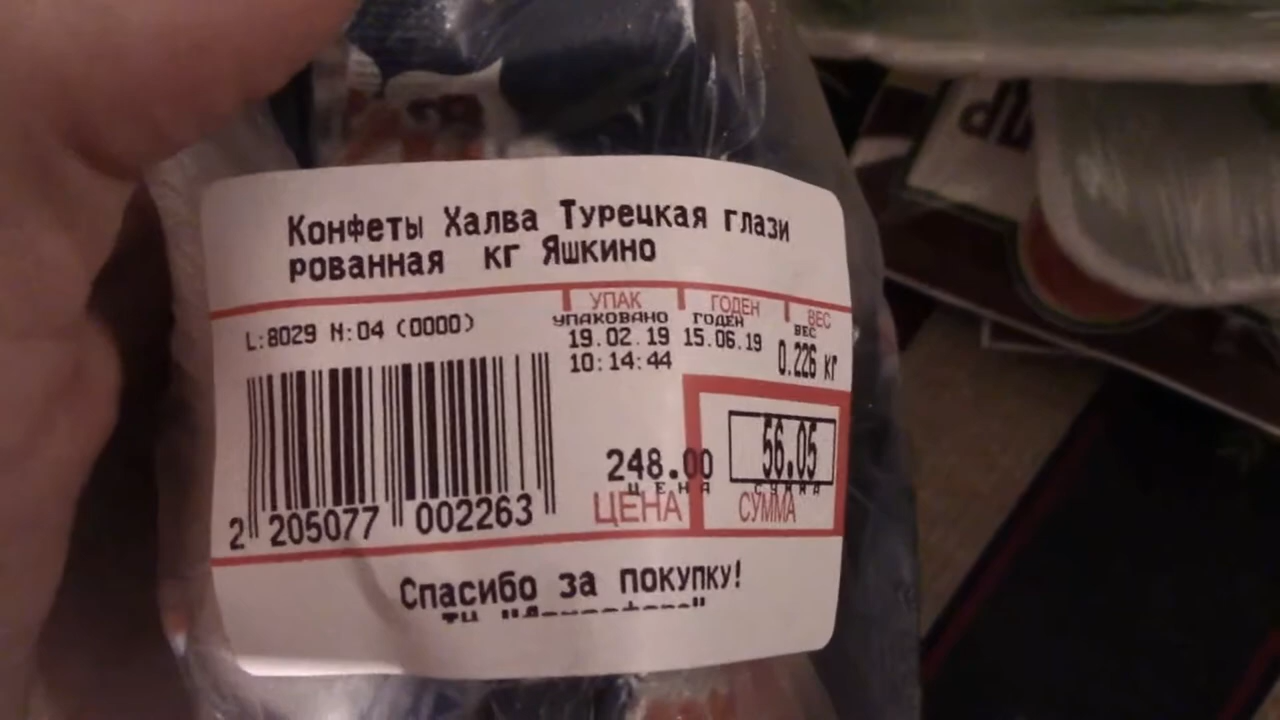 Конфеты Халва Турецкая глази
рованная кг Яшкино
УПАК ГОДЕН ВЕС
L:8029 N:04 (0000)
УПАКОВАНО ГОДЕН ВЕС
19.02.19 15.06.19 0.226 кг
10:14:44
248.00 56.05
ЦЕНА СУММА
ЦЕНА СУММА
2 205077 002263
Спасибо за покупку!